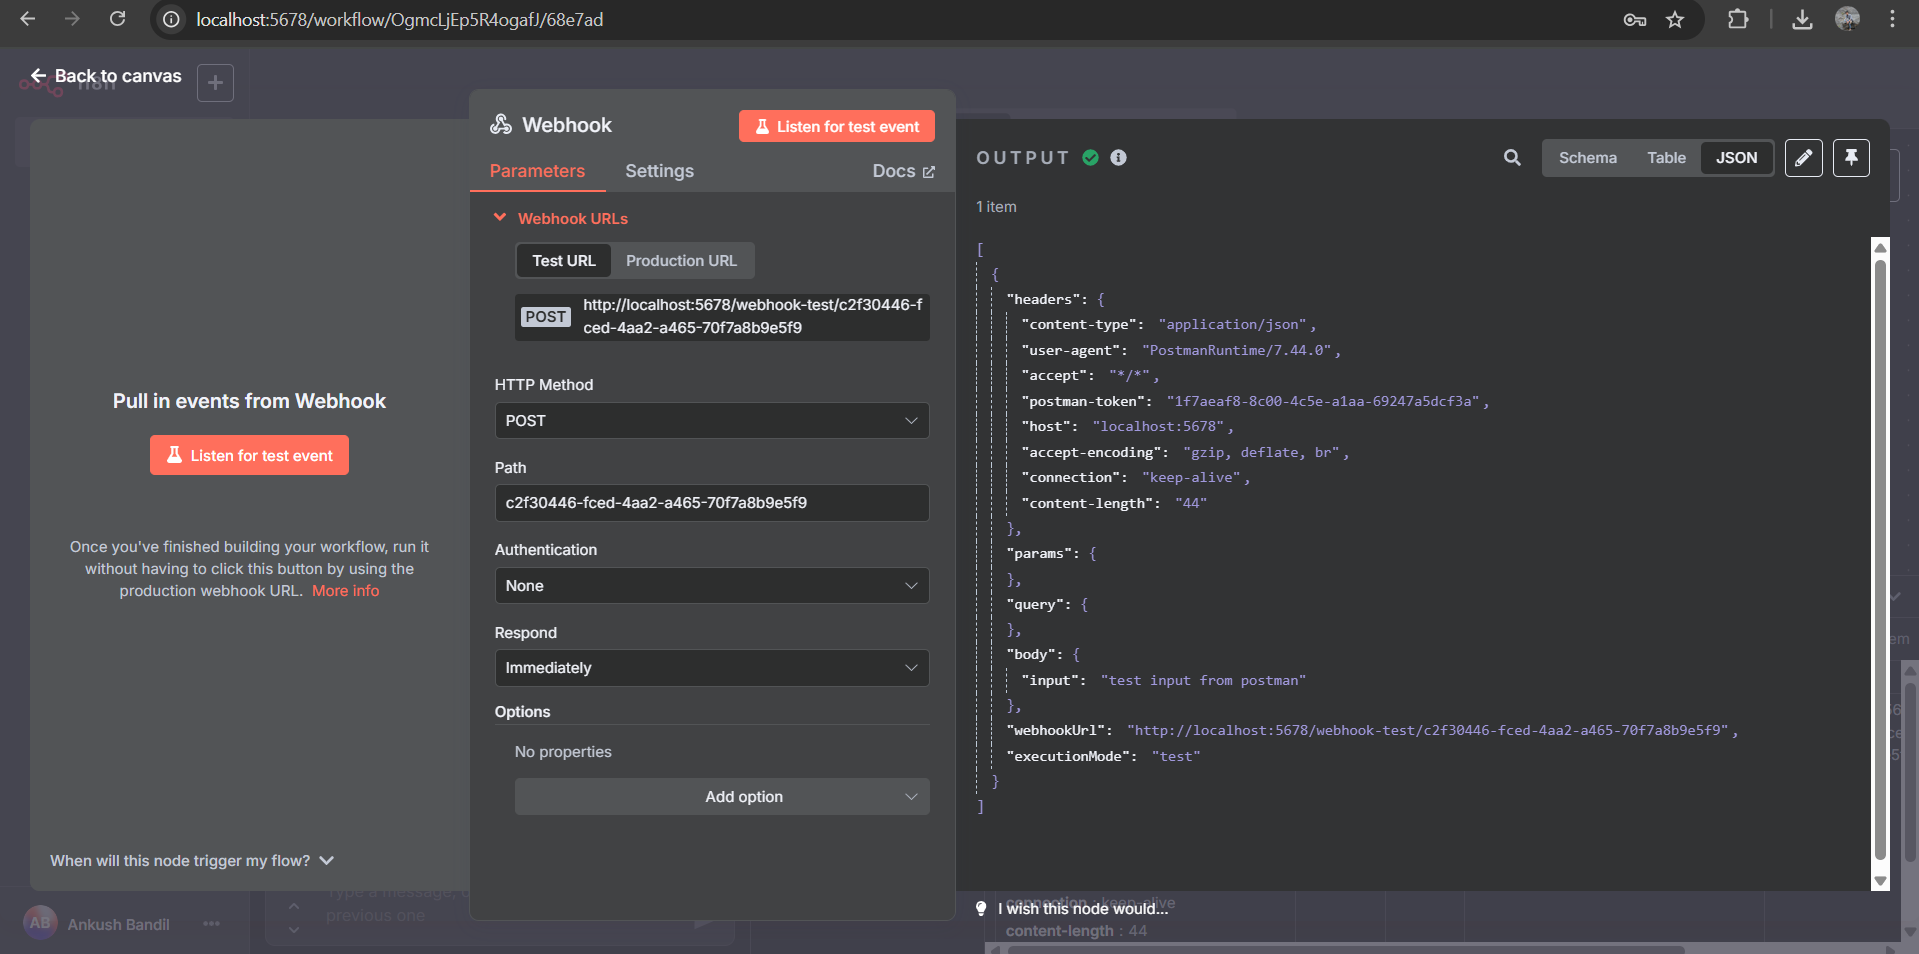 localhost:5678/workflow/OgmcLjEp5R4ogafJ/68e7ad
Back to canvas
n8n
Webhook
Listen for test event
Parameters
Settings
Docs
Webhook URLs
Test URL
Production URL
POST
http://localhost:5678/webhook-test/c2f30446-f
ced-4aa2-a465-70f7a8b9e5f9
HTTP Method
POST
Path
c2f30446-fced-4aa2-a465-70f7a8b9e5f9
Authentication
None
Respond
Immediately
Options
No properties
Add option
Pull in events from Webhook
Listen for test event
Once you've finished building your workflow, run it
without having to click this button by using the
production webhook URL. More info
When will this node trigger my flow?
AB
Ankush Bandil
previous one
OUTPUT
Schema
Table
JSON
1 item
[
{
"headers": {
"content-type": "application/json",
"user-agent": "PostmanRuntime/7.44.0",
"accept": "*/*",
"postman-token": "1f7aeaf8-8c00-4c5e-a1aa-69247a5dcf3a",
"host": "localhost:5678",
"accept-encoding": "gzip, deflate, br",
"connection": "keep-alive",
"content-length": "44"
},
"params": {
},
"query": {
},
"body": {
"input": "test input from postman"
},
"webhookUrl": "http://localhost:5678/webhook-test/c2f30446-fced-4aa2-a465-70f7a8b9e5f9",
"executionMode": "test"
}
]
I wish this node would...
connection : keep-alive
content-length : 44